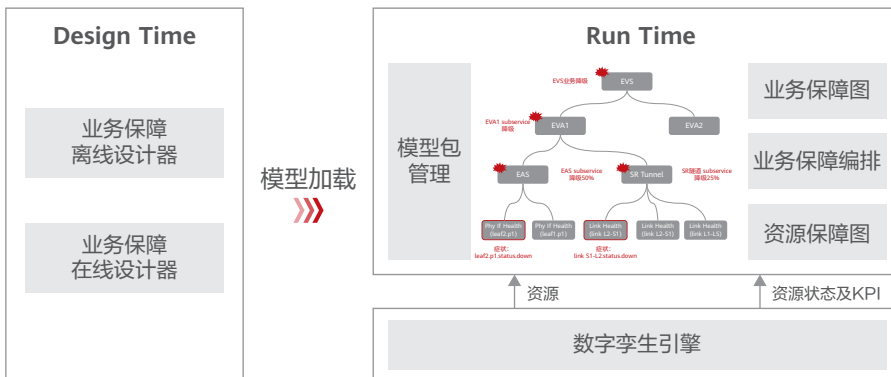 Design Time
业务保障
离线设计器
业务保障
在线设计器
模型加载
Run Time
模型包
管理
EVS业务降级
EVS
EVA1 subservice
降级
EVA1
EVA2
EAS
EAS subservice
降级50%
SR Tunnel
SR隧道 subservice
降级25%
Phy If Health
(leaf2.p1)
Phy If Health
(leaf1.p1)
Link Health
(link L2-S1)
Link Health
(link L2-S1)
Link Health
(link L1-LS)
症状：
leaf2.p1.status.down
症状：
link S1-L2.status.down
业务保障图
业务保障编排
资源保障图
资源
资源状态及KPI
数字孪生引擎